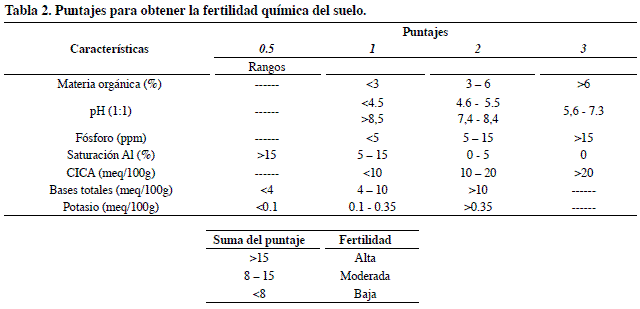 Tabla 2. Puntajes para obtener la fertilidad química del suelo.
Puntajes
Características 0.5 1 2 3
Rangos
Materia orgánica (%) ------ <3 3 – 6 >6
pH (1:1) ------ <4.5 4.6 - 5.5 5,6 - 7.3
>8,5 7,4 - 8,4
Fósforo (ppm) ------ <5 5 – 15 >15
Saturación Al (%) >15 5 – 15 0 - 5 0
CICA (meq/100g) ------ <10 10 – 20 >20
Bases totales (meq/100g) <4 4 – 10 >10 ------
Potasio (meq/100g) <0.1 0.1 - 0.35 >0.35 ------
Suma del puntaje Fertilidad
>15 Alta
8 – 15 Moderada
<8 Baja